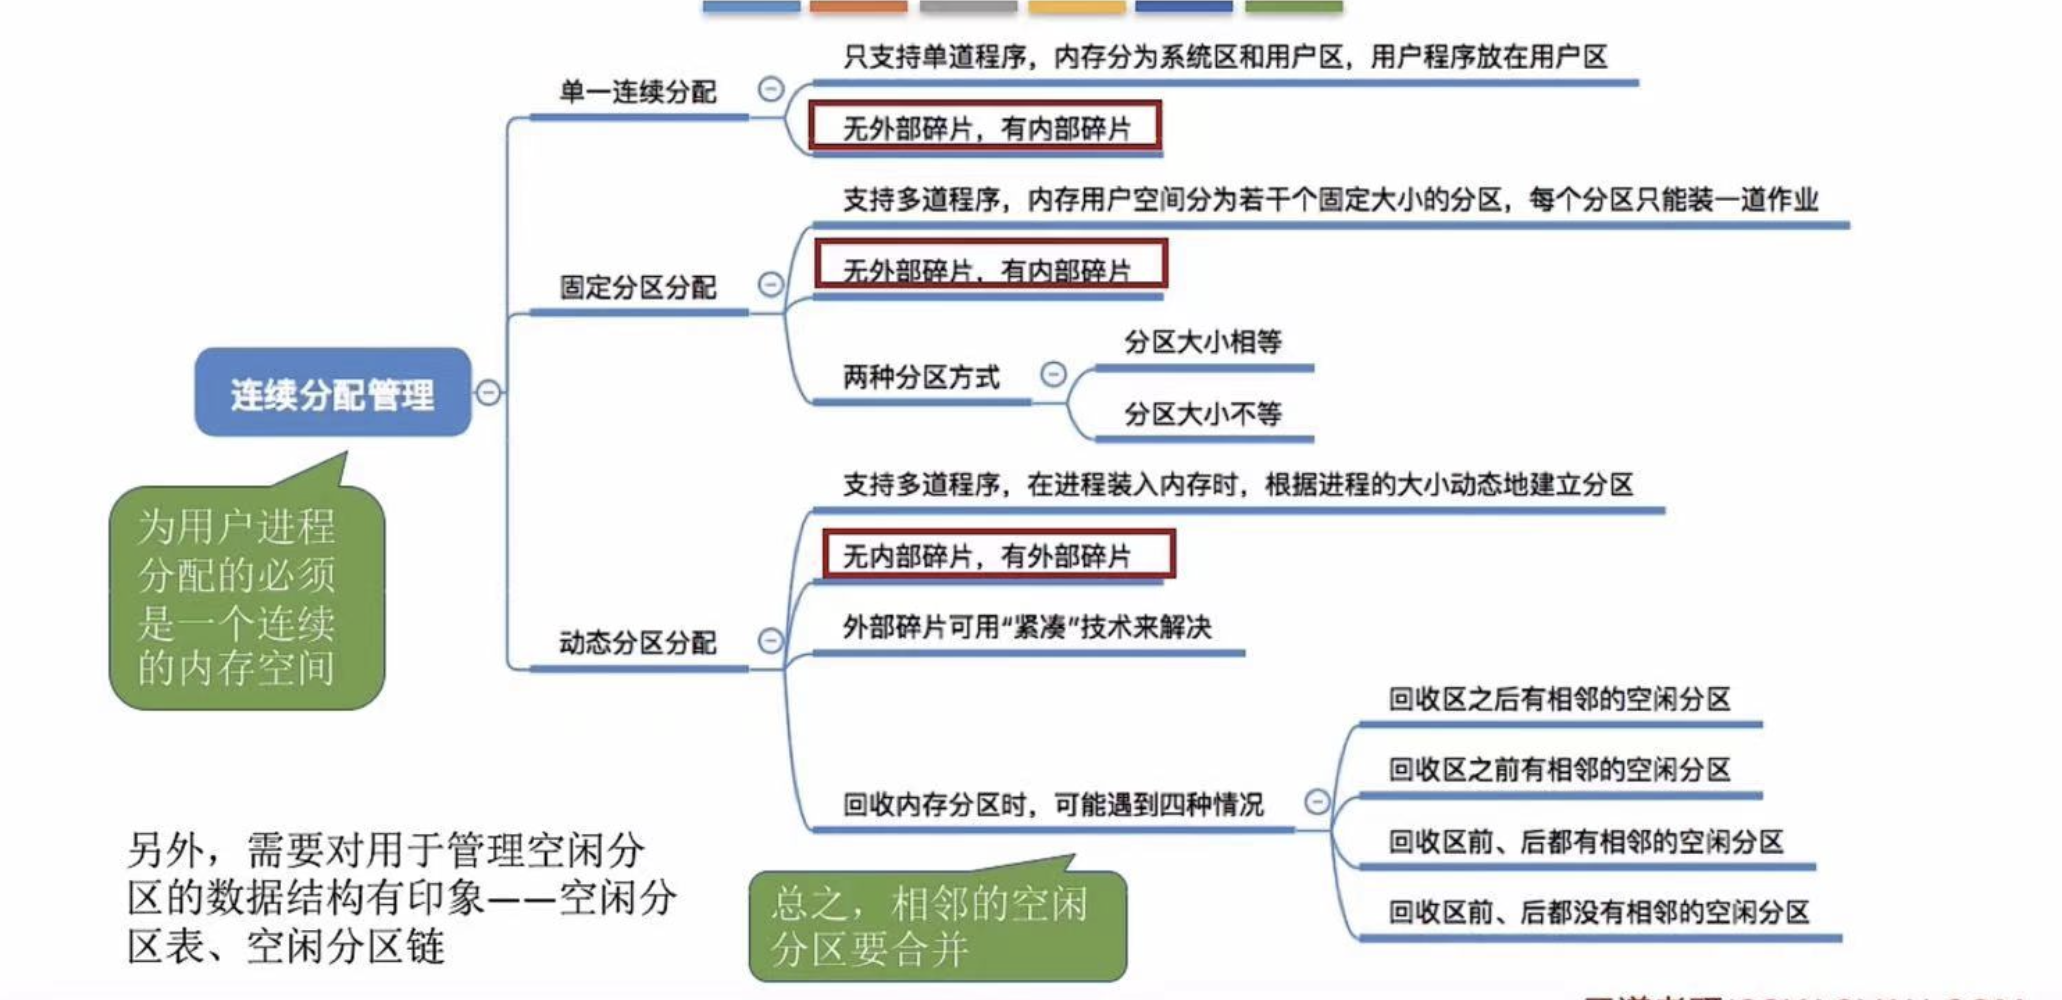 只支持单道程序，内存分为系统区和用户区，用户程序放在用户区
单一连续分配
无外部碎片，有内部碎片
支持多道程序，内存用户空间分为若干个固定大小的分区，每个分区只能装一道作业
无外部碎片，有内部碎片
固定分区分配
分区大小相等
两种分区方式
分区大小不等
连续分配管理
为用户进程
分配的必须
是一个连续
的内存空间
支持多道程序，在进程装入内存时，根据进程的大小动态地建立分区
无内部碎片，有外部碎片
外部碎片可用“紧凑”技术来解决
动态分区分配
回收区之后有相邻的空闲分区
回收区之前有相邻的空闲分区
回收内存分区时，可能遇到四种情况
回收区前、后都有相邻的空闲分区
回收区前、后都没有相邻的空闲分区
总之，相邻的空闲
分区要合并
另外，需要对用于管理空闲分
区的数据结构有印象——空闲分
区表、空闲分区链